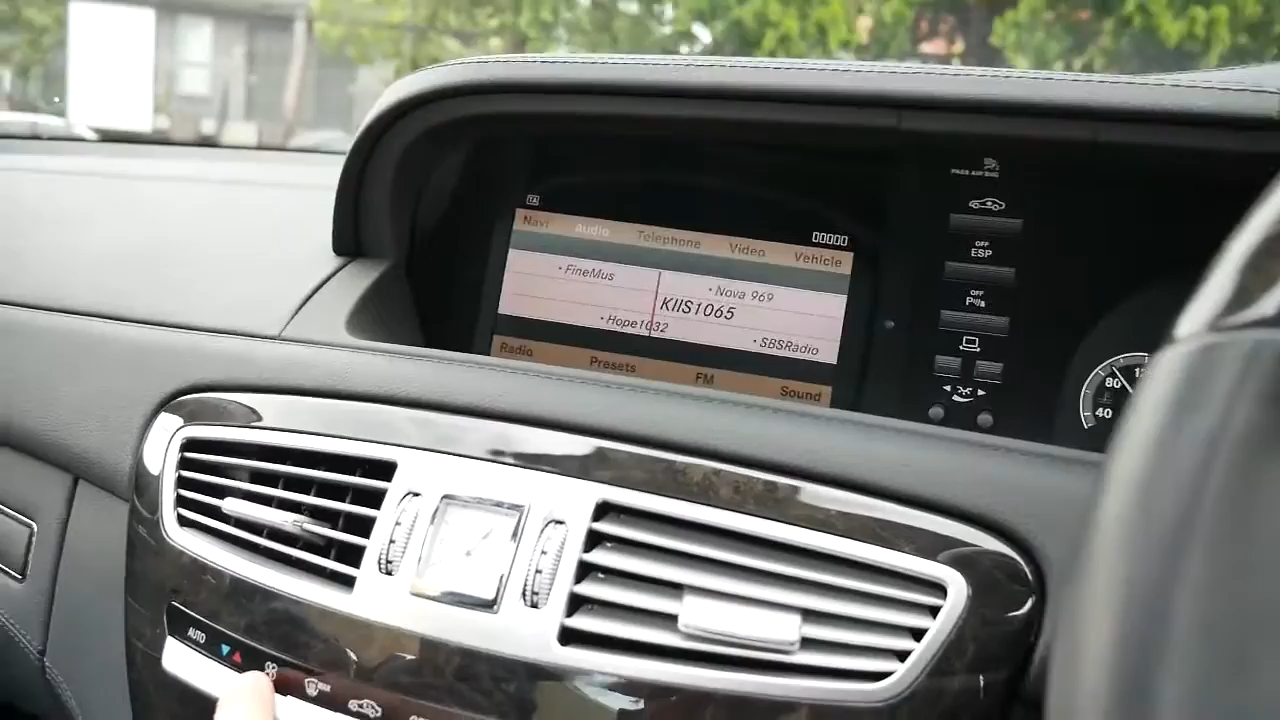 TA
Navi Audio Telephone Video Vehicle
• FineMus
• Nova 969
KIIS1065
• Hope1032
• SBSRadio
Radio Presets FM Sound
PASS AIR BAG
OFF
ESP
OFF
80
40
AUTO